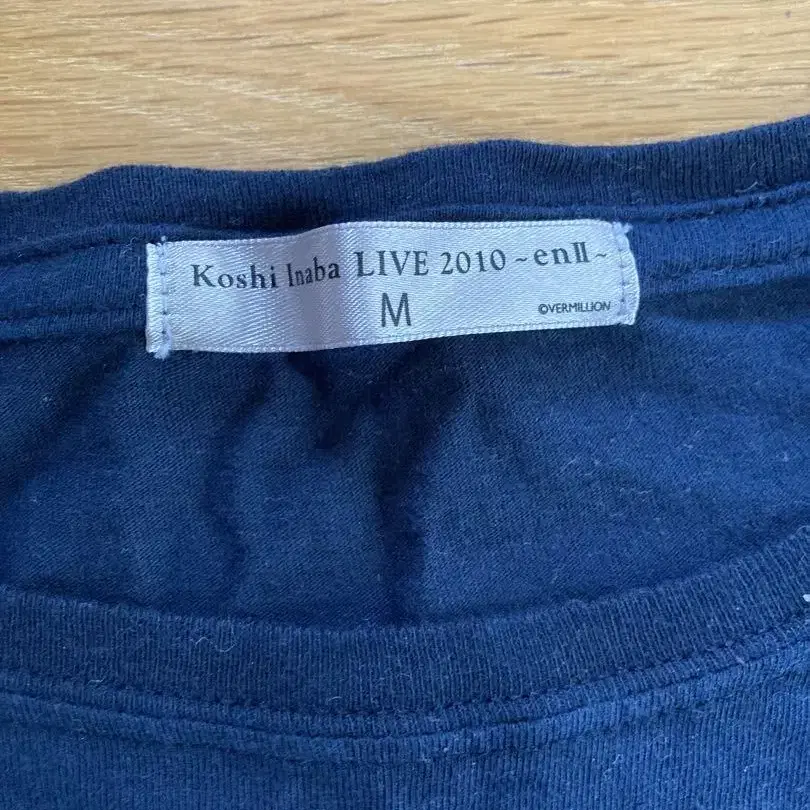 Koshi Inaba LIVE 2010 ~enⅡ~
M
©VERMILLION